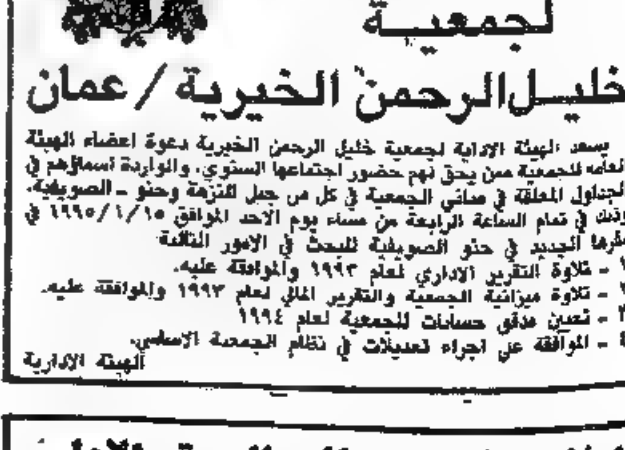 لجمعيـــة
خليـــل الرحمن الخيرية / عمان
يسعد الهيئة الادارية لجمعية خليل الرحمن الخيرية دعوة اعضاء الهيئة
العامه للجمعية ممن يحق لهم حضور اجتماعها السنوي. والواردة اسماؤهم في
الجداول المعلقة في مباني الجمعية في كل من جبل النزهة وحنو ـ الصويفية.
وذلك في تمام الساعة الرابعة من مساء يوم الاحد الموافق ١٩٩٥/١/١٥ في
مقرها الجديد في حنو الصويفية للبحث في الامور التالية
١ - تلاوة التقرير الاداري لعام ١٩٩٣ والموافقة عليه.
٢ - تلاوة ميزانية الجمعية والتقرير المالي لعام ١٩٩٣ والموافقة عليه.
٣ - تعيين مدقق حسابات للجمعية لعام ١٩٩٤
٤ - الموافقة على اجراء تعديلات في نظام الجمعية الاساسي.
الهيئة الادارية